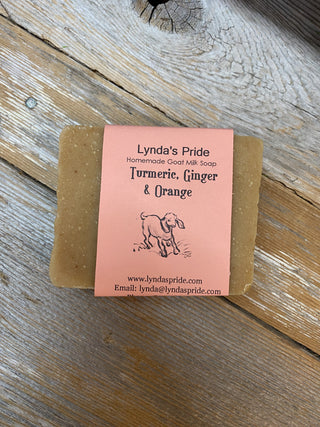 Lynda's Pride
Homemade Goat Milk Soap
Turmeric, Ginger
& Orange
www.lyndaspride.com
Email: lynda@lyndaspride.com